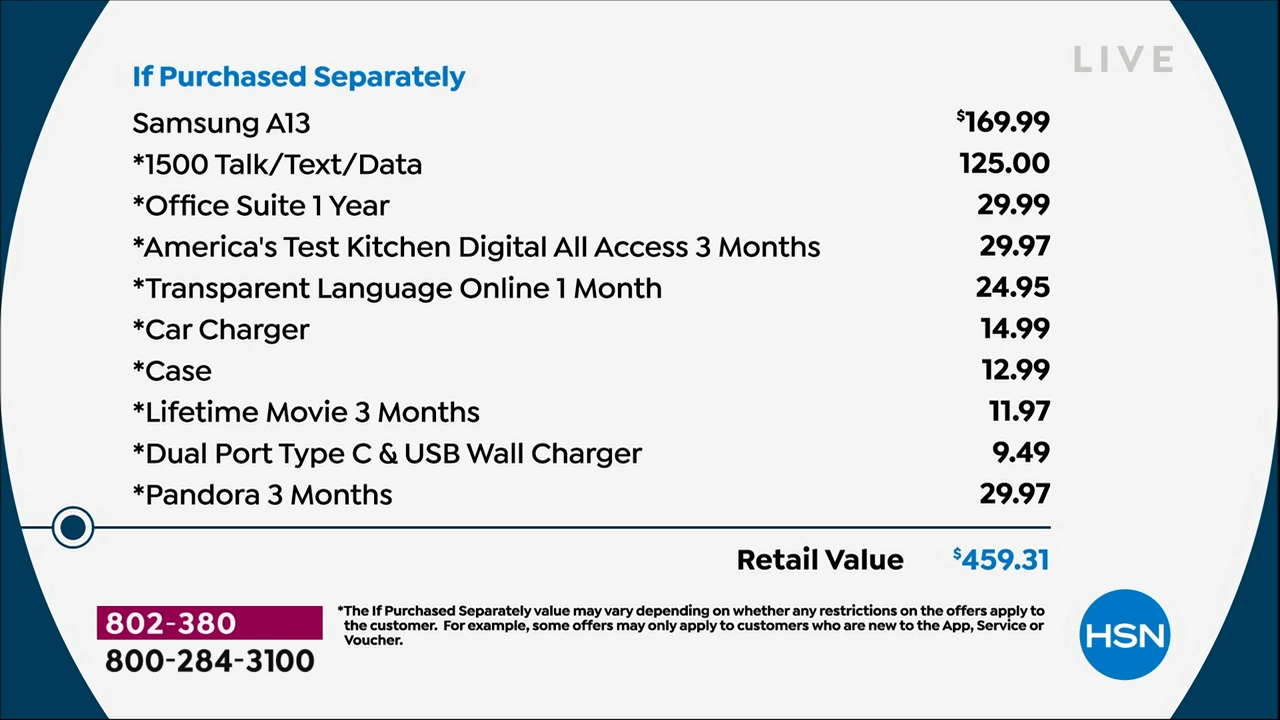 LIVE
If Purchased Separately
Samsung A13 $169.99
*1500 Talk/Text/Data 125.00
*Office Suite 1 Year 29.99
*America's Test Kitchen Digital All Access 3 Months 29.97
*Transparent Language Online 1 Month 24.95
*Car Charger 14.99
*Case 12.99
*Lifetime Movie 3 Months 11.97
*Dual Port Type C & USB Wall Charger 9.49
*Pandora 3 Months 29.97
Retail Value $459.31
802-380
800-284-3100
*The If Purchased Separately value may vary depending on whether any restrictions on the offers apply to
the customer. For example, some offers may only apply to customers who are new to the App, Service or
Voucher.
HSN